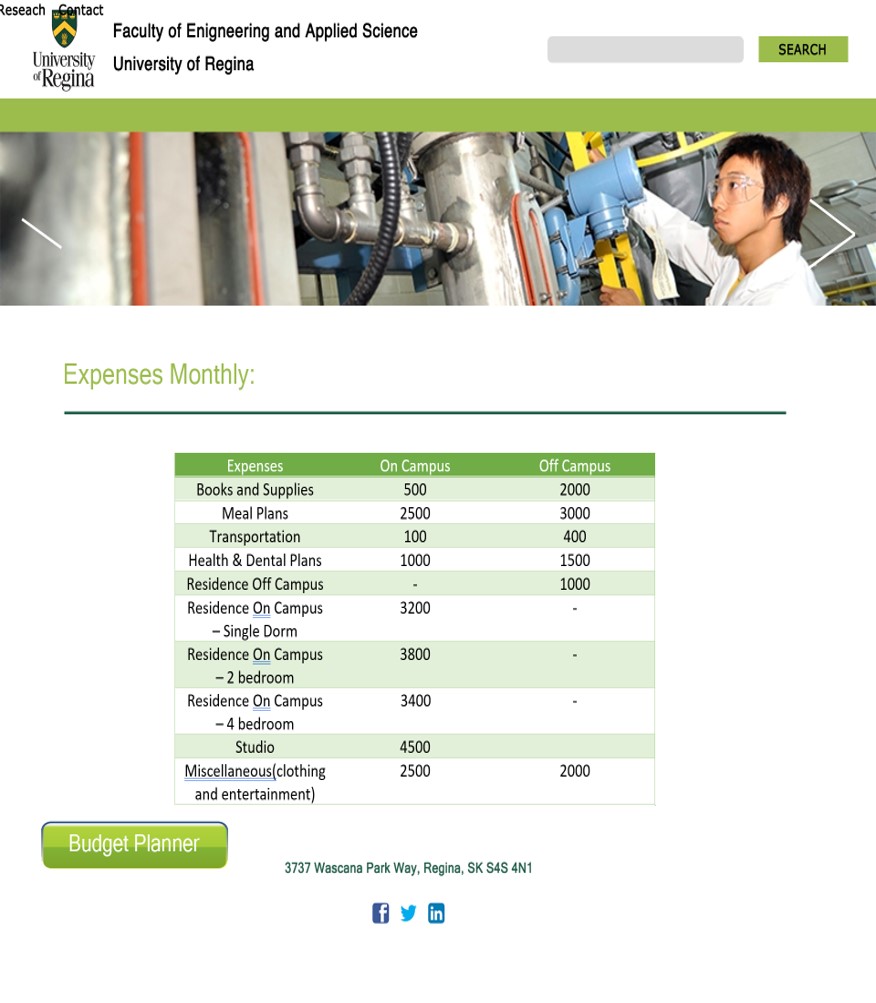 Reseach Contact
Faculty of Enigneering and Applied Science
University of Regina
University
of Regina
SEARCH
Expenses Monthly:
Expenses On Campus Off Campus
Books and Supplies 500 2000
Meal Plans 2500 3000
Transportation 100 400
Health & Dental Plans 1000 1500
Residence Off Campus - 1000
Residence On Campus 3200 -
– Single Dorm
Residence On Campus 3800 -
– 2 bedroom
Residence On Campus 3400 -
– 4 bedroom
Studio 4500
Miscellaneous(clothing 2500 2000
and entertainment)
Budget Planner
3737 Wascana Park Way, Regina, SK S4S 4N1
f in